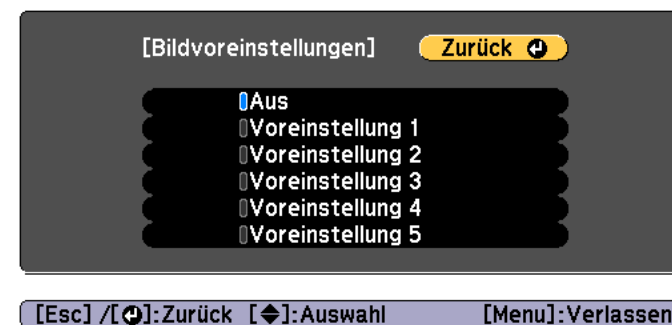 [Bildvoreinstellungen] Zurück
Aus
Voreinstellung 1
Voreinstellung 2
Voreinstellung 3
Voreinstellung 4
Voreinstellung 5
[Esc] /[⏎]:Zurück [◆]:Auswahl [Menu]:Verlassen